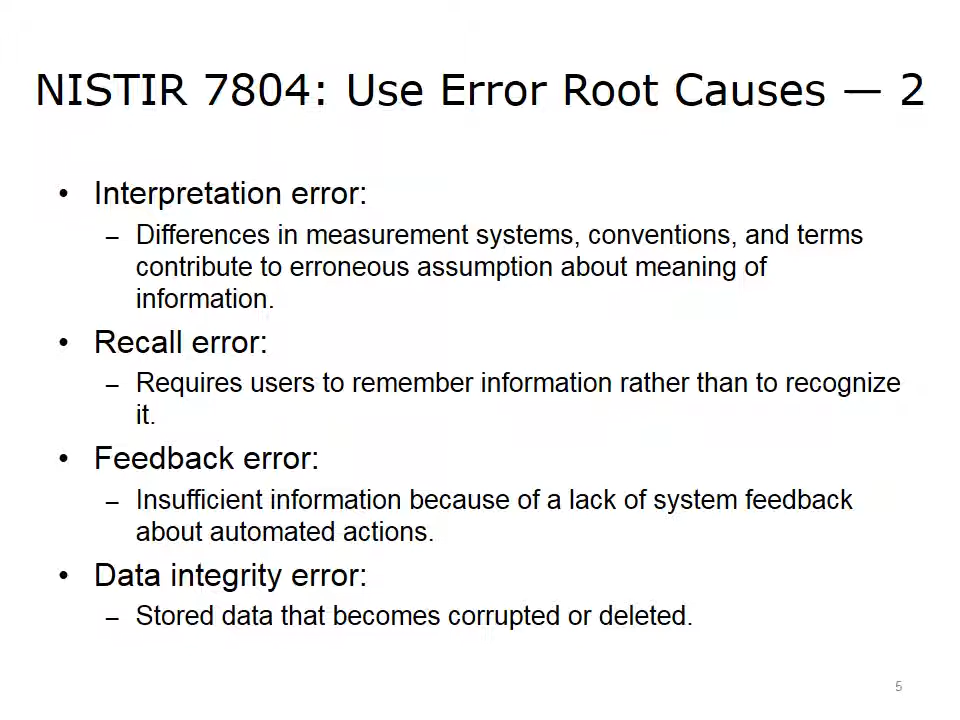 NISTIR 7804: Use Error Root Causes — 2
• Interpretation error:
– Differences in measurement systems, conventions, and terms
contribute to erroneous assumption about meaning of
information.
• Recall error:
– Requires users to remember information rather than to recognize
it.
• Feedback error:
– Insufficient information because of a lack of system feedback
about automated actions.
• Data integrity error:
– Stored data that becomes corrupted or deleted.
5